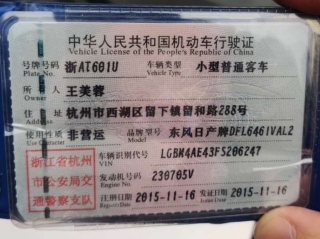 中华人民共和国机动车行驶证
Vehicle License of the People's Republic of China
号牌号码 浙AT601U 车辆类型 小型普通客车
Plate No. Vehicle Type
所有人 王美蓉
Owner
住址 杭州市西湖区留下镇留和路288号
Address
使用性质 非营运 品牌型号 东风日产牌DFL6461VAL2
Use Character Model
浙江省杭州市公安局交通警察支队
车辆识别代号 LGBM4AE43FS206247
VIN
发动机号码 230705V
Engine No.
注册日期 2015-11-16 发证日期 2015-11-16
Register Date Issue Date